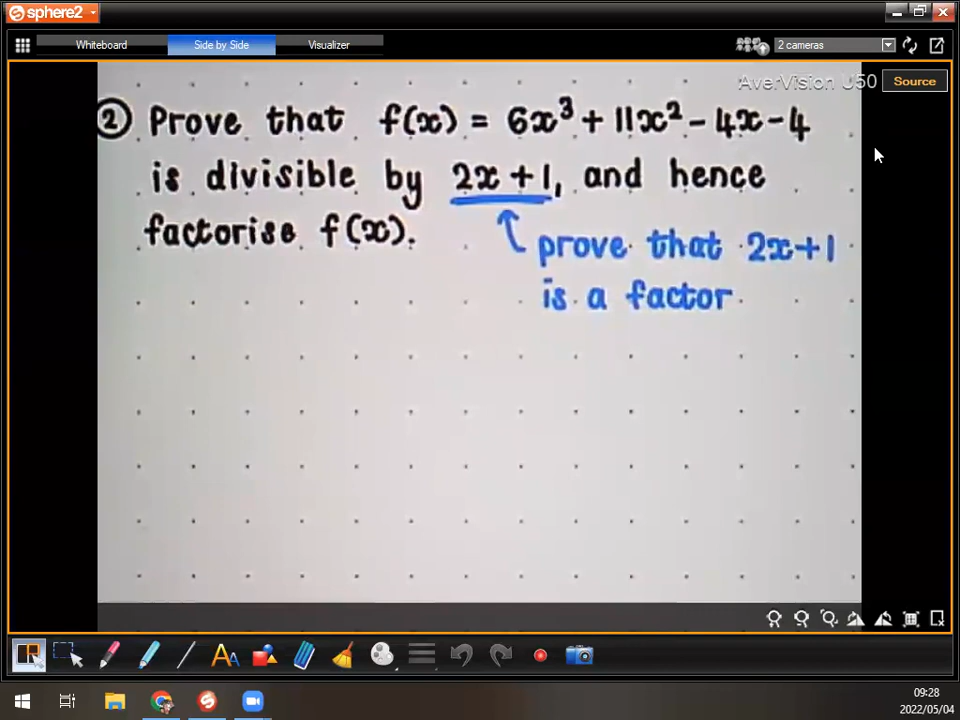 sphere2
Whiteboard Side by Side Visualizer 2 cameras
AverVision U50 Source
② Prove that f(x) = 6x³ + 11x² - 4x - 4
is divisible by 2x + 1, and hence
factorise f(x).
prove that 2x+1
is a factor
09:28
2022/05/04